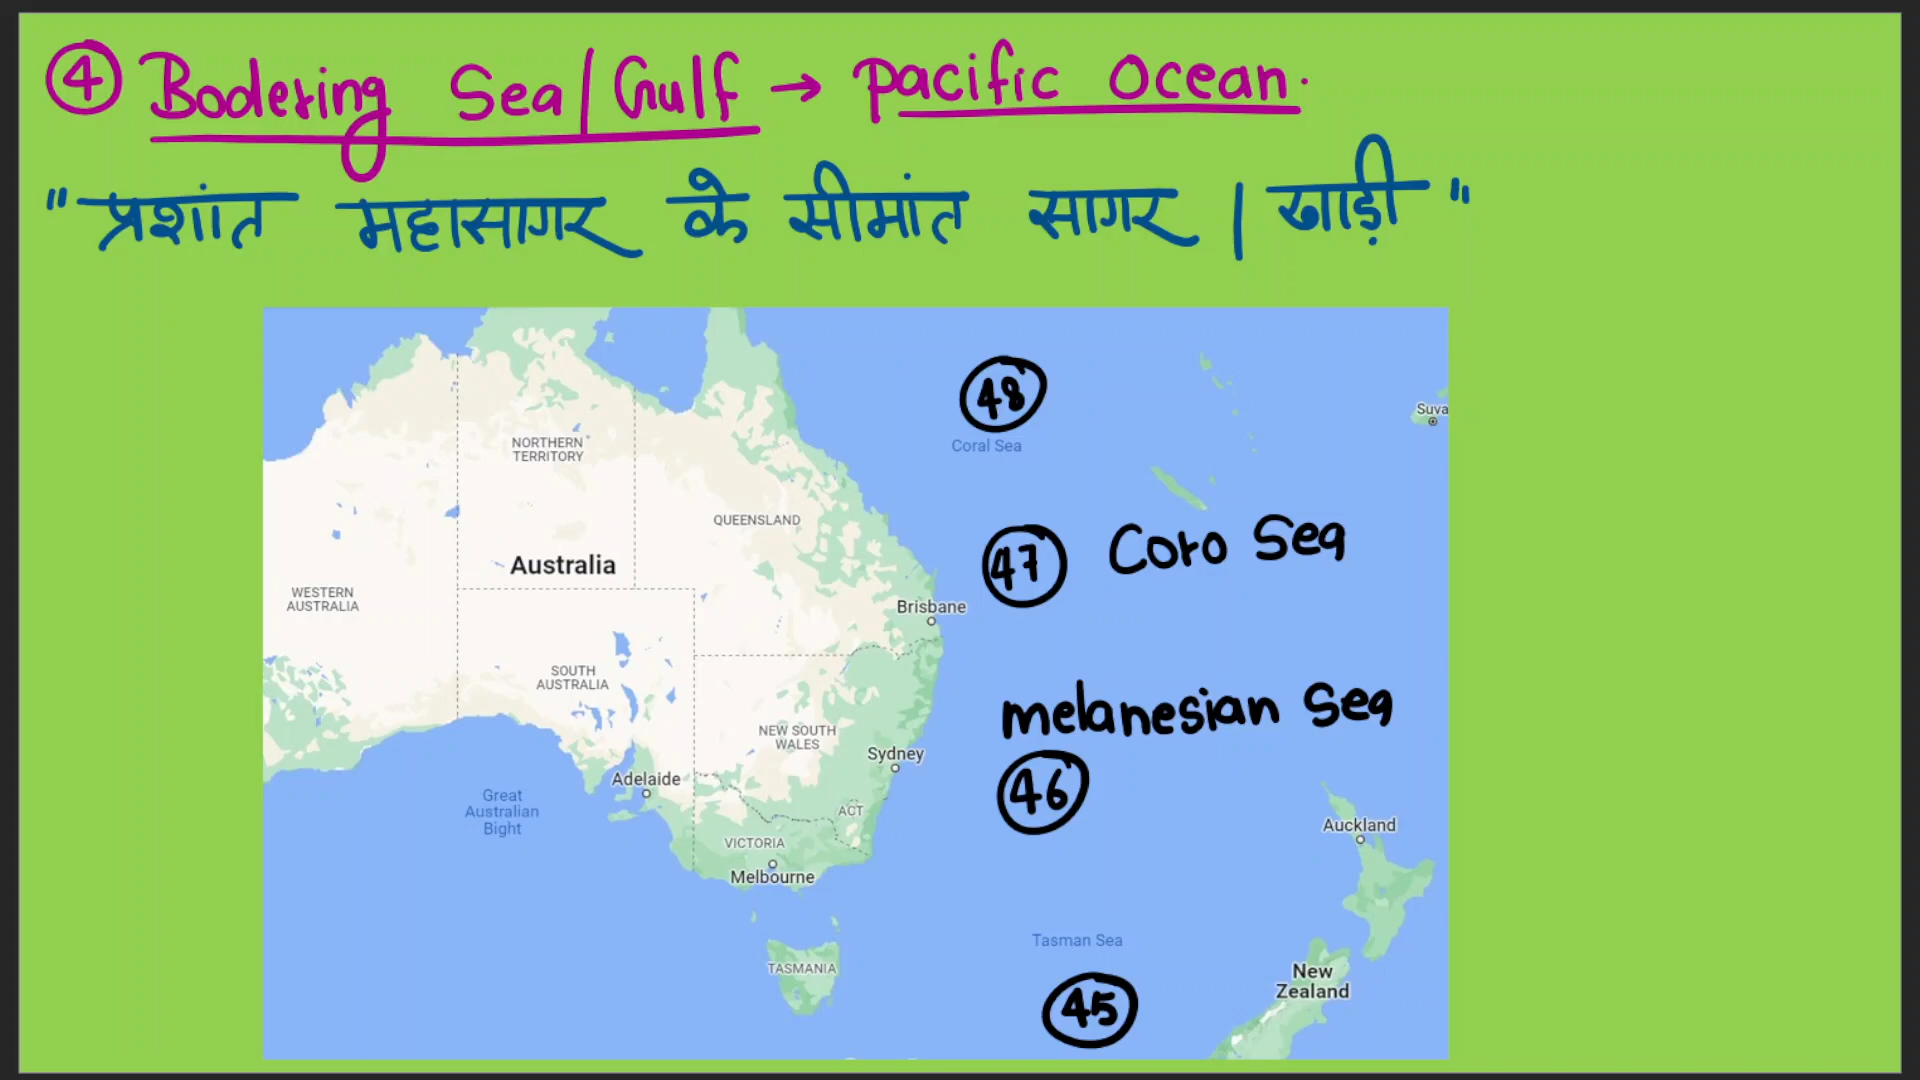 ④ Bodering Sea/Gulf → pacific Ocean.
"प्रशांत महासागर के सीमांत सागर / खाड़ी"
48
Suva
NORTHERN
TERRITORY
Coral Sea
QUEENSLAND
47 Coro Sea
Australia
WESTERN
AUSTRALIA
Brisbane
SOUTH
AUSTRALIA
melanesian Sea
NEW SOUTH
WALES
Sydney
Adelaide
46
Great
Australian
Bight
ACT
Auckland
VICTORIA
Melbourne
Tasman Sea
TASMANIA
New
Zealand
45